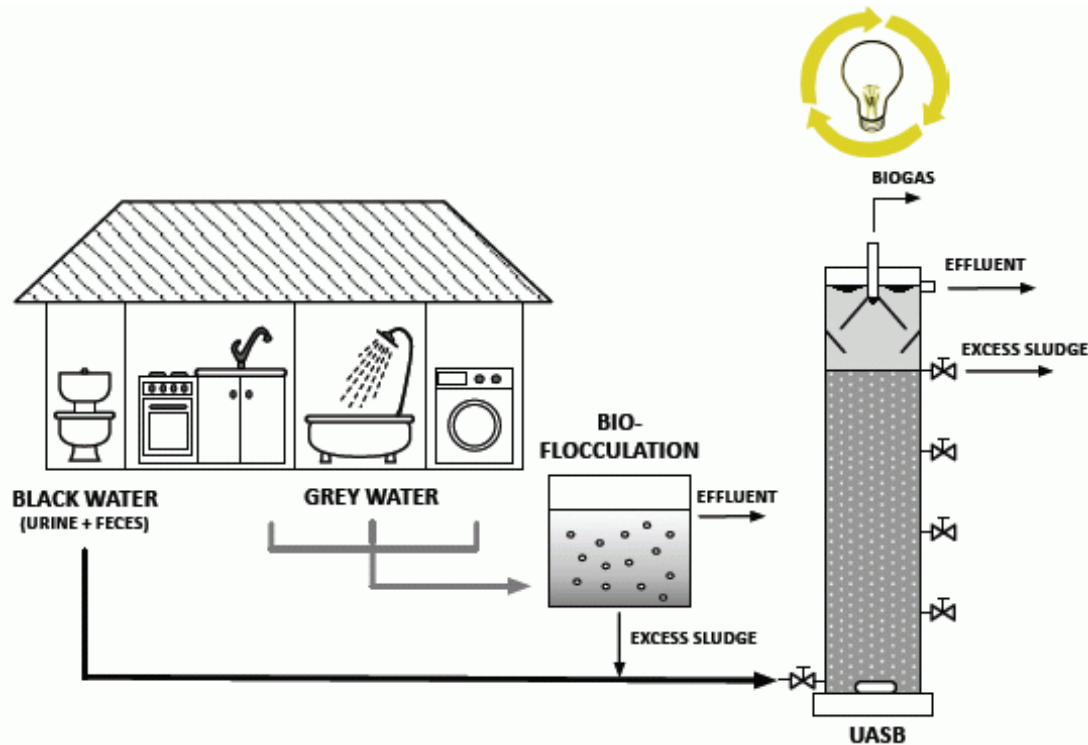 BIOGAS
EFFLUENT
EXCESS SLUDGE
BIO-
FLOCCULATION
BLACK WATER
(URINE + FECES)
GREY WATER
EFFLUENT
EXCESS SLUDGE
UASB